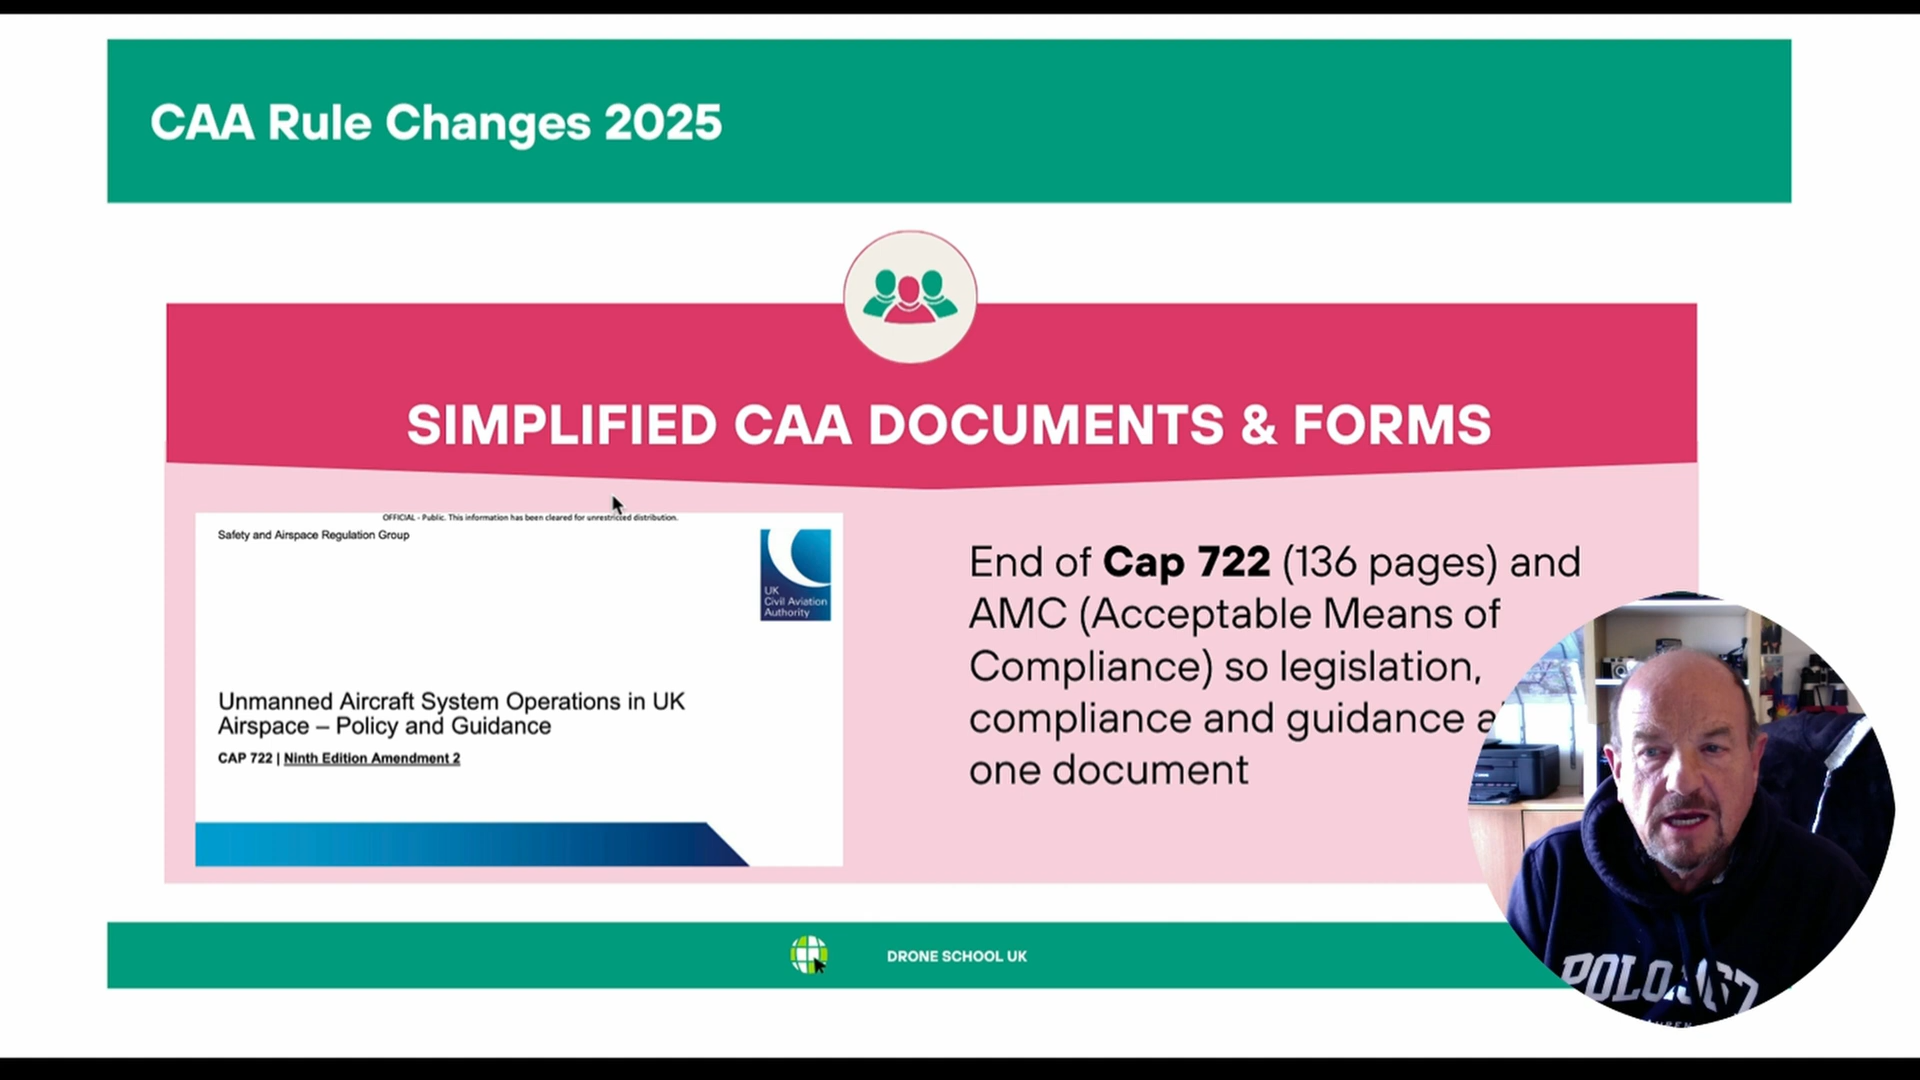 CAA Rule Changes 2025
SIMPLIFIED CAA DOCUMENTS & FORMS
OFFICIAL - Public. This information has been cleared for unrestricted distribution.
Safety and Airspace Regulation Group
UK
Civil Aviation
Authority
Unmanned Aircraft System Operations in UK
Airspace – Policy and Guidance
CAP 722 | Ninth Edition Amendment 2
End of Cap 722 (136 pages) and
AMC (Acceptable Means of
Compliance) so legislation,
compliance and guidance
one document
DRONE SCHOOL UK
POLO